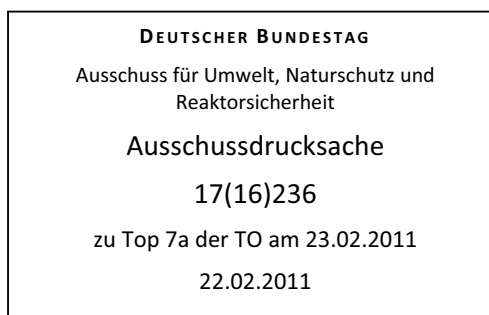 DEUTSCHER BUNDESTAG
Ausschuss für Umwelt, Naturschutz und
Reaktorsicherheit
Ausschussdrucksache
17(16)236
zu Top 7a der TO am 23.02.2011
22.02.2011